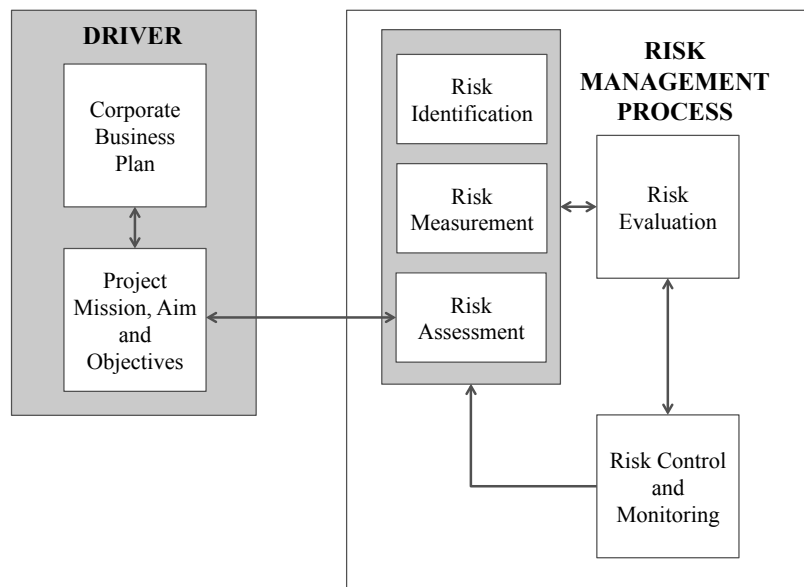 DRIVER
Corporate
Business
Plan
Project
Mission, Aim
and
Objectives
Risk
Identification
Risk
Measurement
Risk
Assessment
RISK
MANAGEMENT
PROCESS
Risk
Evaluation
Risk Control
and
Monitoring